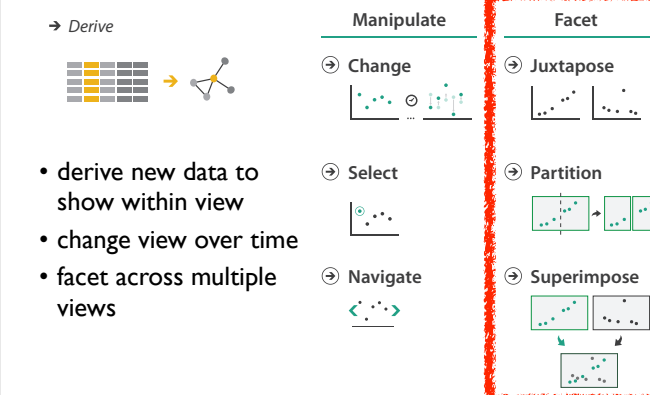 → Derive
• derive new data to
show within view
• change view over time
• facet across multiple
views
Manipulate
Change
...
Select
Navigate
Facet
Juxtapose
Partition
Superimpose